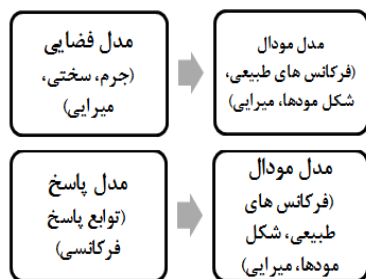 مدل فضایی
(جرم، سختی،
میرایی)
مدل مودال
(فرکانس های طبیعی،
شکل مودها، میرایی)
مدل پاسخ
(توابع پاسخ
فرکانسی)
مدل مودال
(فرکانس های
طبیعی، شکل
مودها، میرایی)